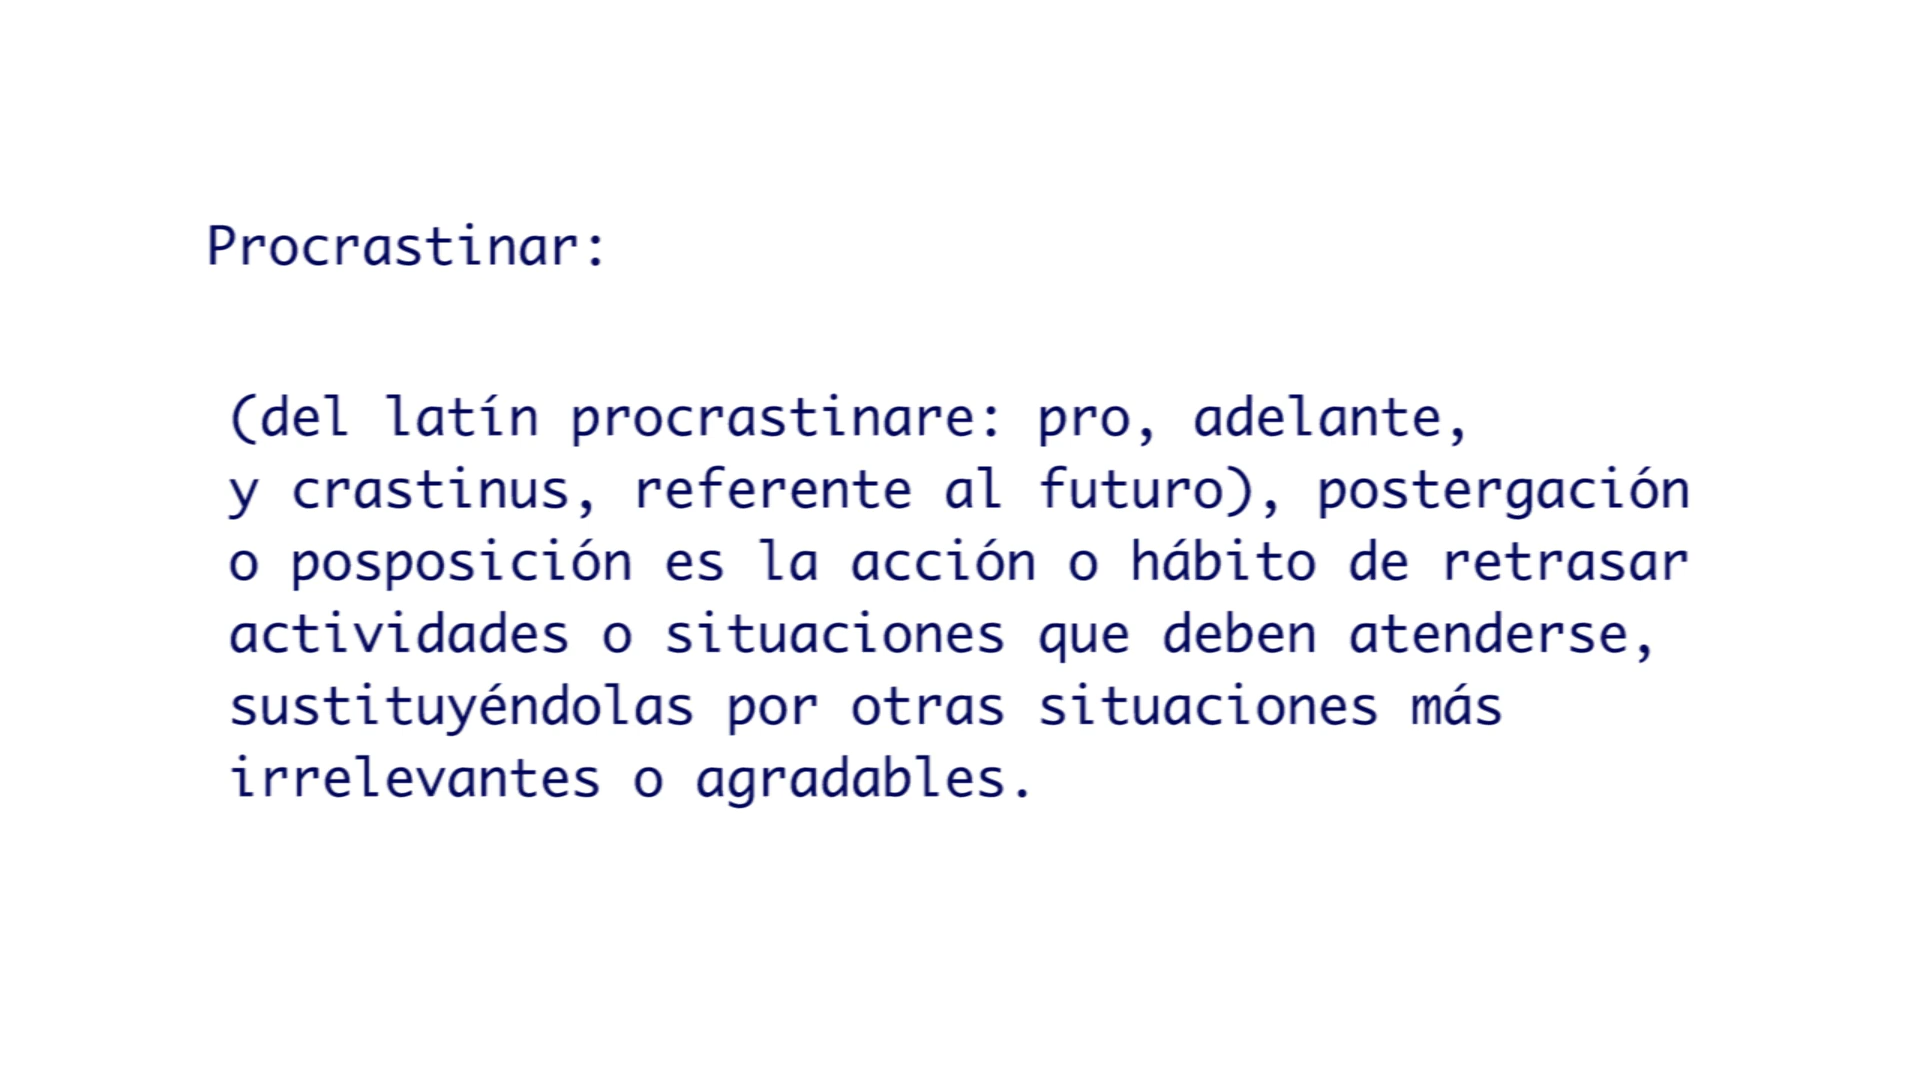 Procrastinar:
(del latín procrastinare: pro, adelante,
y crastinus, referente al futuro), postergación
o posposición es la acción o hábito de retrasar
actividades o situaciones que deben atenderse,
sustituyéndolas por otras situaciones más
irrelevantes o agradables.